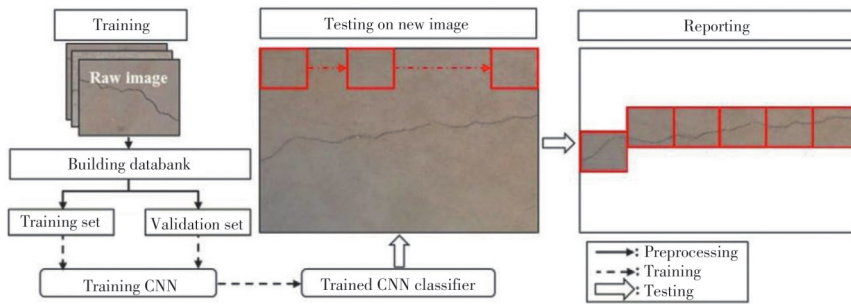 Training
Raw image
Building databank
Training set
Validation set
Training CNN
Testing on new image
Trained CNN classifier
Reporting
: Preprocessing
: Training
: Testing